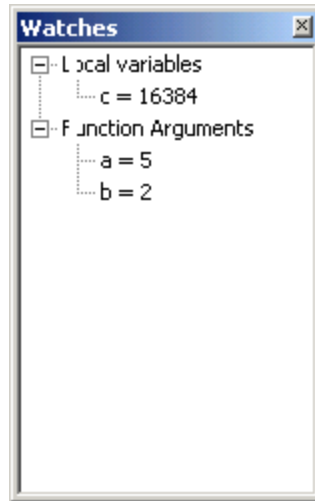 Watches
Local variables
c = 16384
Function Arguments
a = 5
b = 2